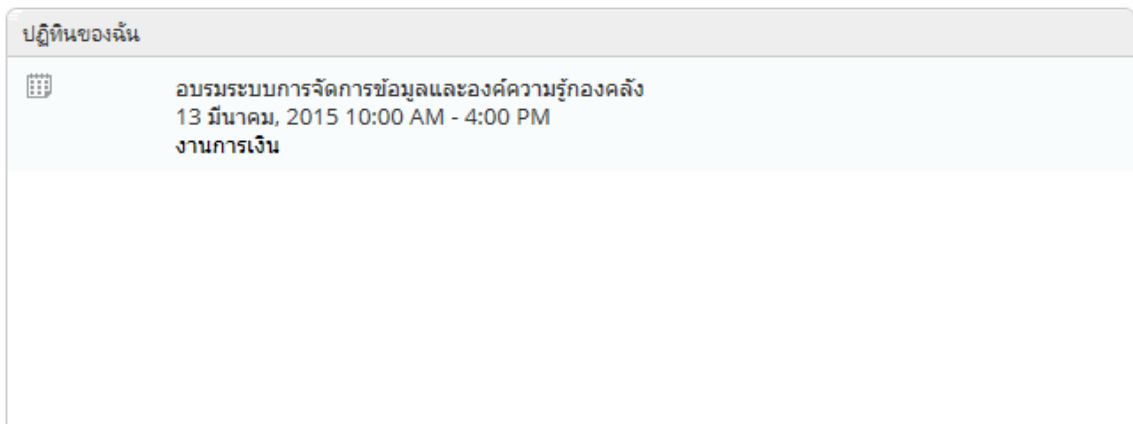 ปฏิทินของฉัน
อบรมระบบการจัดการข้อมูลและองค์ความรู้กองคลัง
13 มีนาคม, 2015 10:00 AM - 4:00 PM
งานการเงิน